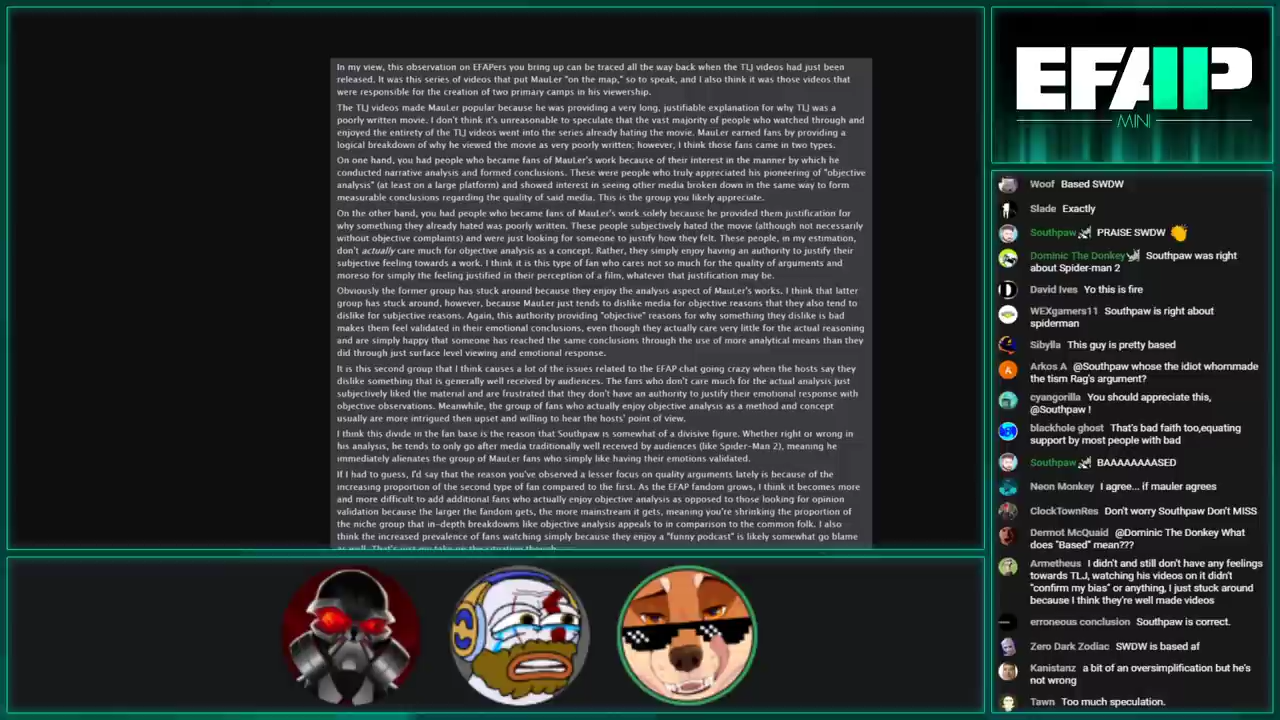 In my view, this observation on EFAPers you bring up can be traced all the way back when the TLJ videos had just been
released. It was this series of videos that put MauLer "on the map," so to speak, and I also think it was those videos that
were responsible for the creation of two primary camps in his viewership.
The TLJ videos made MauLer popular because he was providing a very long, justifiable explanation for why TLJ was a
poorly written movie. I don't think it's unreasonable to speculate that the vast majority of people who watched through and
enjoyed the entirety of the TLJ videos went into the series already hating the movie. MauLer earned fans by providing a
logical breakdown of why he viewed the movie as very poorly written; however, I think those fans came in two types.
On one hand, you had people who became fans of MauLer's work because of their interest in the manner by which he
conducted narrative analysis and formed conclusions. These were people who truly appreciated his pioneering of "objective
analysis" (at least on a large platform) and showed interest in seeing other media broken down in the same way to form
measurable conclusions regarding the quality of said media. This is the group you likely appreciate.
On the other hand, you had people who became fans of MauLer's work solely because he provided them justification for
why something they already hated was poorly written. These people subjectively hated the movie (although not necessarily
without objective complaints) and were just looking for someone to justify how they felt. These people, in my estimation,
don't actually care much for objective analysis as a concept. Rather, they simply enjoy having an authority to justify their
subjective feeling towards a work. I think it is this type of fan who cares not so much for the quality of arguments and
moreso for simply the feeling justified in their perception of a film, whatever that justification may be.
Obviously the former group has stuck around because they enjoy the analysis aspect of MauLer's works. I think that latter
group has stuck around, however, because MauLer just tends to dislike media for objective reasons that they also tend to
dislike for subjective reasons. Again, this authority providing "objective" reasons for why something they dislike is bad
makes them feel validated in their emotional conclusions, even though they actually care very little for the actual reasoning
and are simply happy that someone has reached the same conclusions through the use of more analytical means than they
did through just surface level viewing and emotional response.
It is this second group that I think causes a lot of the issues related to the EFAP chat going crazy when the hosts say they
dislike something that is generally well received by audiences. The fans who don't care much for the actual analysis just
subjectively liked the material and are frustrated that they don't have an authority to justify their emotional response with
objective observations. Meanwhile, the group of fans who actually enjoy objective analysis as a method and concept
usually are more intrigued then upset and willing to hear the hosts' point of view.
I think this divide in the fan base is the reason that Southpaw is somewhat of a divisive figure. Whether right or wrong in
his analysis, he tends to only go after media traditionally well received by audiences (like Spider-Man 2), meaning he
immediately alienates the group of MauLer fans who simply like having their emotions validated.
If I had to guess, I'd say that the reason you've observed a lesser focus on quality arguments lately is because of the
increasing proportion of the second type of fan compared to the first. As the EFAP fandom grows, I think it becomes more
and more difficult to add additional fans who actually enjoy objective analysis as opposed to those looking for opinion
validation because the larger the fandom gets, the more mainstream it gets, meaning you're shrinking the proportion of
the niche group that in-depth breakdowns like objective analysis appeals to in comparison to the common folk. I also
think the increased prevalence of fans watching simply because they enjoy a "funny podcast" is likely somewhat go blame
as well. That's just my take on the situation though.
EFAP
MINI
Woof Based SWDW
Slade Exactly
Southpaw PRAISE SWDW
Dominic The Donkey Southpaw was right
about Spider-man 2
David Ives Yo this is fire
WEXgamers11 Southpaw is right about
spiderman
Sibylla This guy is pretty based
Arkos A @Southpaw whose the idiot whommade
the tism Rag's argument?
cyangorilla You should appreciate this,
@Southpaw !
blackhole ghost That's bad faith too,equating
support by most people with bad
Southpaw BAAAAAAASED
Neon Monkey I agree... if mauler agrees
ClockTownRes Don't worry Southpaw Don't MISS
Dermot McQuaid @Dominic The Donkey What
does "Based" mean???
Armetheus I didn't and still don't have any feelings
towards TLJ, watching his videos on it didn't
"confirm my bias" or anything, I just stuck around
because I think they're well made videos
erroneous conclusion Southpaw is correct.
Zero Dark Zodiac SWDW is based af
Kanistanz a bit of an oversimplification but he's
not wrong
Tawn Too much speculation.